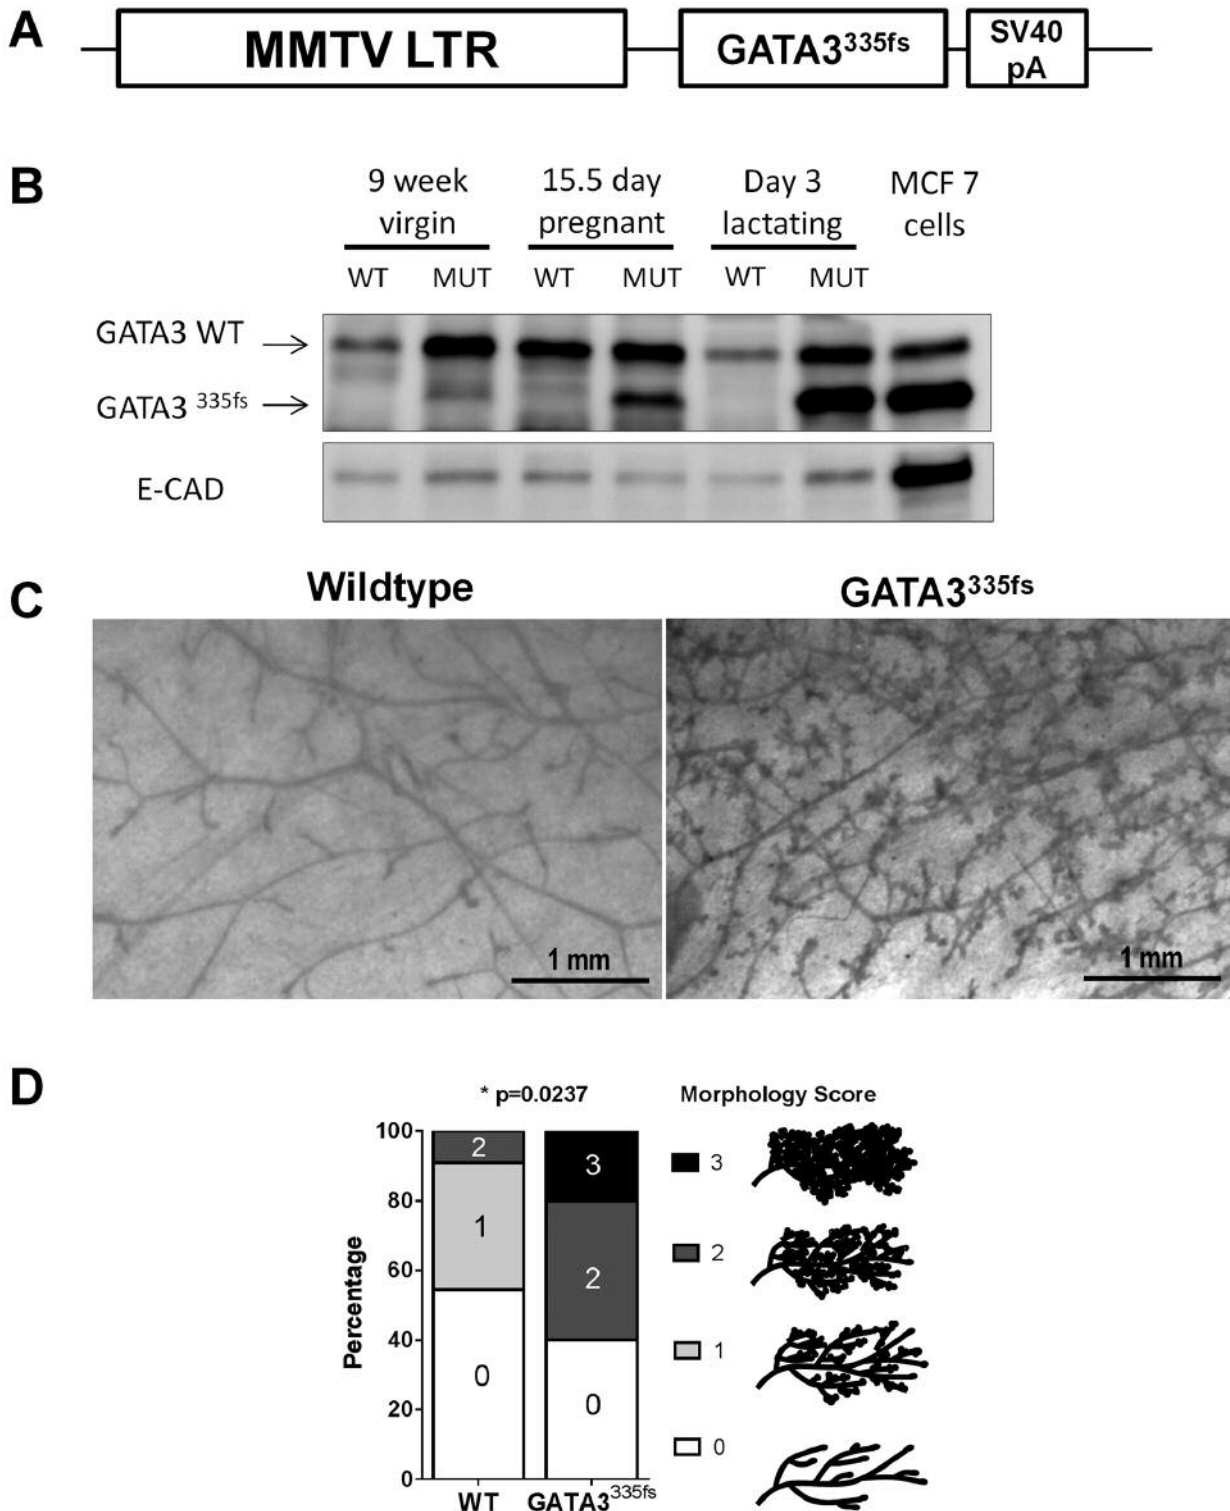 A
MMTV LTR
GATA3335fs
SV40
pA
B
9 week
virgin
15.5 day
pregnant
Day 3
lactating
MCF 7
cells
WT MUT WT MUT WT MUT
GATA3 WT
GATA3 335fs
E-CAD
C
Wildtype
GATA3335fs
1 mm
1 mm
D
* p=0.0237
Morphology Score
Percentage
100
80
60
40
20
0
2
1
0
3
2
0
WT
GATA3335fs
3
2
1
0